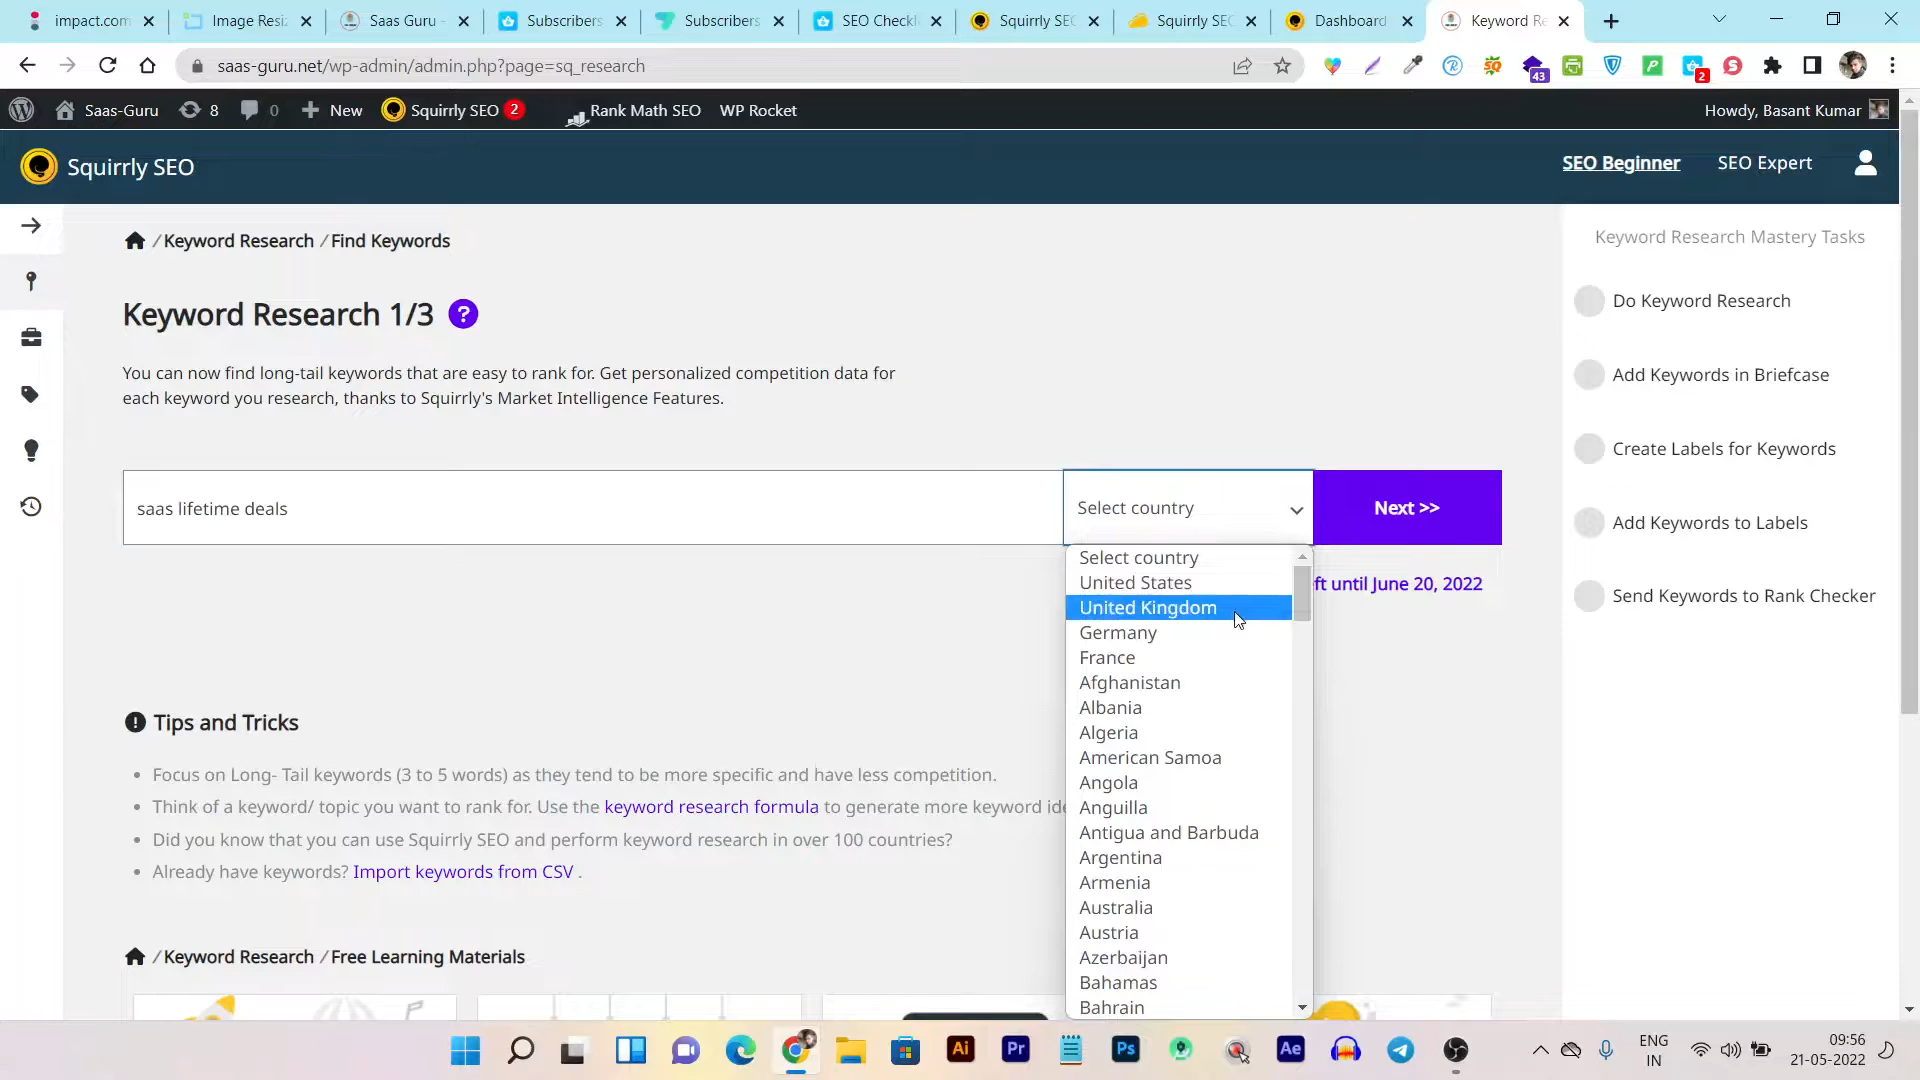 impact.com
Image Resiz
Saas Guru -
Subscribers
Subscribers
SEO Checkl
Squirrly SEO
Squirrly SEO
Dashboard
Keyword Re
saas-guru.net/wp-admin/admin.php?page=sq_research
43
2
Saas-Guru
8
0
New
Squirrly SEO 2
Rank Math SEO
WP Rocket
Howdy, Basant Kumar
Squirrly SEO
SEO Beginner
SEO Expert
/ Keyword Research / Find Keywords
Keyword Research Mastery Tasks
Do Keyword Research
Add Keywords in Briefcase
Create Labels for Keywords
Add Keywords to Labels
Send Keywords to Rank Checker
Keyword Research 1/3 ?
You can now find long-tail keywords that are easy to rank for. Get personalized competition data for
each keyword you research, thanks to Squirrly's Market Intelligence Features.
saas lifetime deals
Select country
Next >>
until June 20, 2022
Select country
United States
United Kingdom
Germany
France
Afghanistan
Albania
Algeria
American Samoa
Angola
Anguilla
Antigua and Barbuda
Argentina
Armenia
Australia
Austria
Azerbaijan
Bahamas
Bahrain
Tips and Tricks
Focus on Long- Tail keywords (3 to 5 words) as they tend to be more specific and have less competition.
Think of a keyword/ topic you want to rank for. Use the keyword research formula to generate more keyword
Did you know that you can use Squirrly SEO and perform keyword research in over 100 countries?
Already have keywords? Import keywords from CSV .
/ Keyword Research / Free Learning Materials
Ai
Pr
Ps
Ae
ENG
IN
09:56
21-05-2022